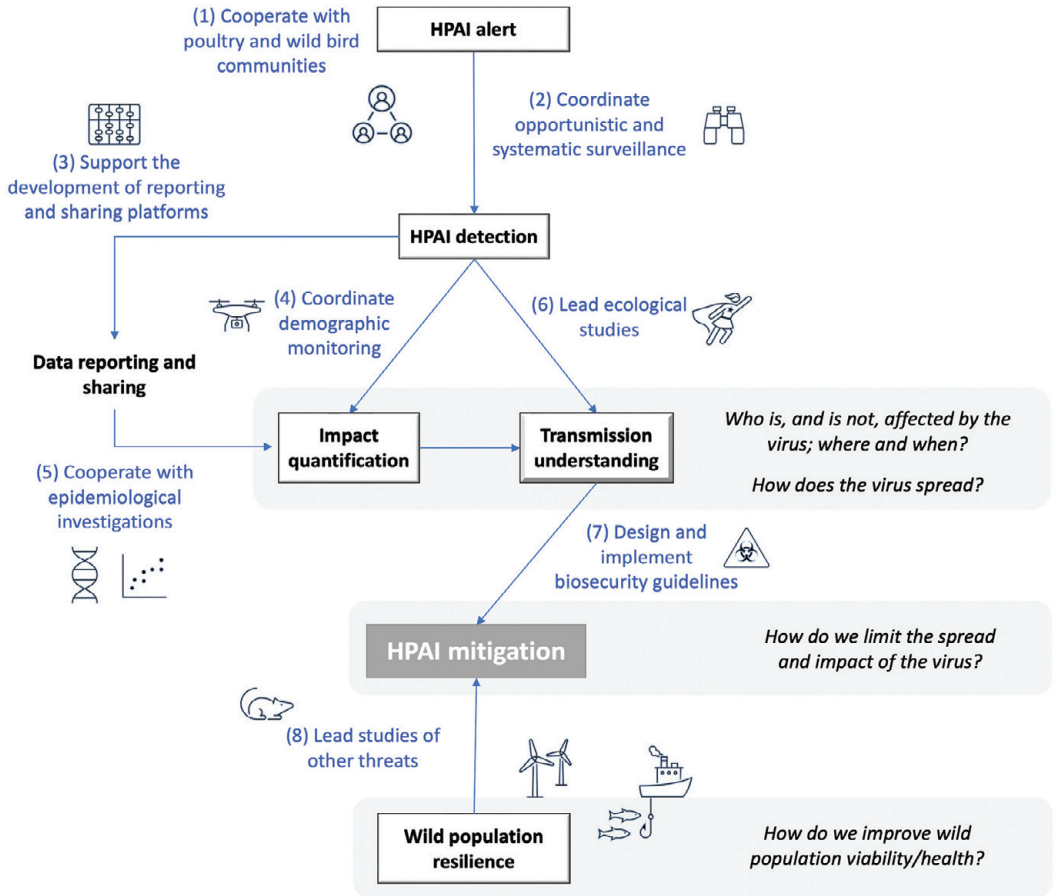 (1) Cooperate with
poultry and wild bird
communities
HPAI alert
(2) Coordinate
opportunistic and
systematic surveillance
(3) Support the
development of reporting
and sharing platforms
HPAI detection
(4) Coordinate
demographic
monitoring
(6) Lead ecological
studies
Data reporting and
sharing
Impact
quantification
Transmission
understanding
Who is, and is not, affected by the
virus; where and when?
How does the virus spread?
(5) Cooperate with
epidemiological
investigations
(7) Design and
implement
biosecurity guidelines
HPAI mitigation
How do we limit the spread
and impact of the virus?
(8) Lead studies of
other threats
Wild population
resilience
How do we improve wild
population viability/health?